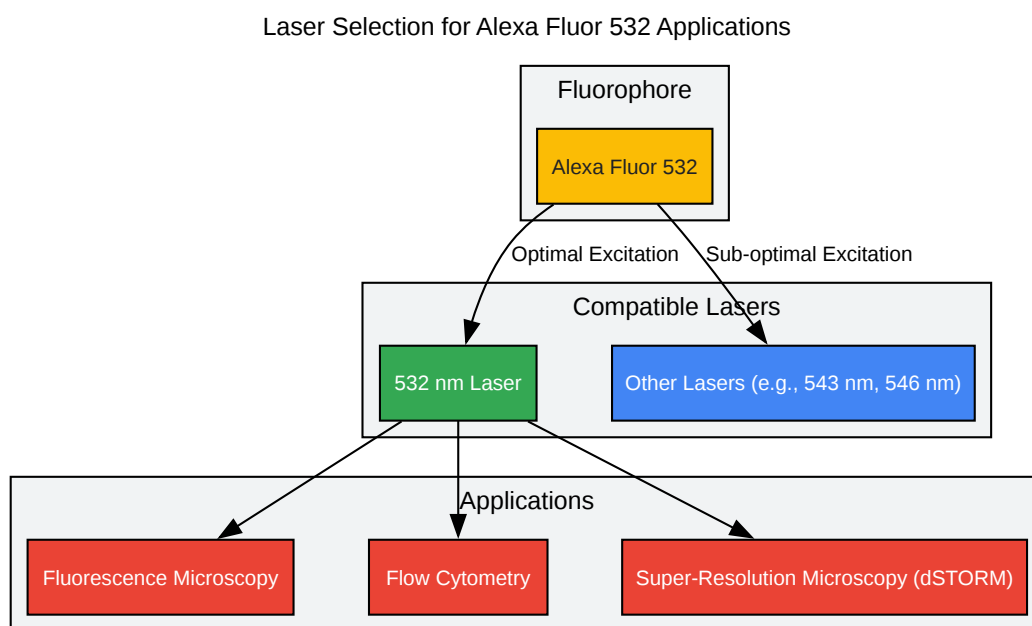 Laser Selection for Alexa Fluor 532 Applications
Fluorophore
Alexa Fluor 532
Optimal Excitation
Sub-optimal Excitation
Compatible Lasers
532 nm Laser
Other Lasers (e.g., 543 nm, 546 nm)
Applications
Fluorescence Microscopy
Flow Cytometry
Super-Resolution Microscopy (dSTORM)